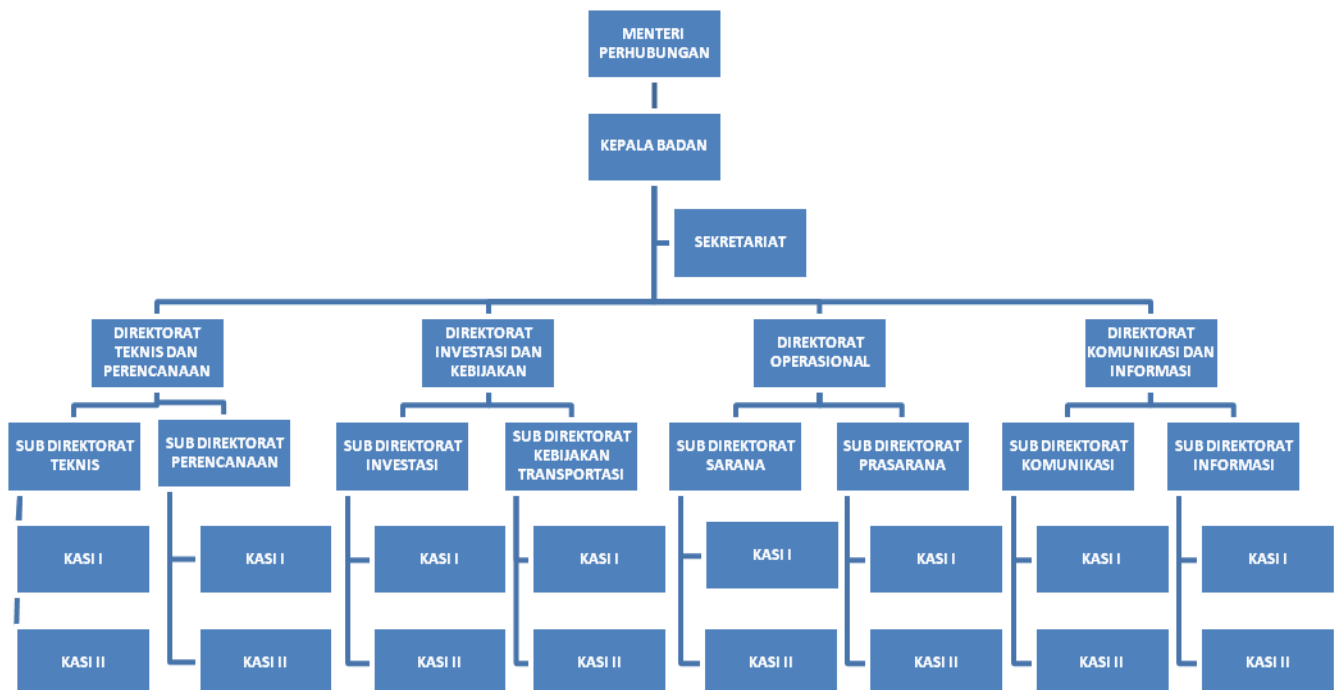 MENTERI
PERHUBUNGAN
KEPALA BADAN
SEKRETARIAT
DIREKTORAT
TEKNIS DAN
PERENCANAAN
DIREKTORAT
INVESTASI DAN
KEBIJAKAN
DIREKTORAT
OPERASIONAL
DIREKTORAT
KOMUNIKASI DAN
INFORMASI
SUB DIREKTORAT
TEKNIS
SUB DIREKTORAT
PERENCANAAN
SUB DIREKTORAT
INVESTASI
SUB DIREKTORAT
KEBIJAKAN
TRANSPORTASI
SUB DIREKTORAT
SARANA
SUB DIREKTORAT
PRASARANA
SUB DIREKTORAT
KOMUNIKASI
SUB DIREKTORAT
INFORMASI
KASI I
KASI I
KASI I
KASI I
KASI I
KASI I
KASI I
KASI I
KASI II
KASI II
KASI II
KASI II
KASI II
KASI II
KASI II
KASI II